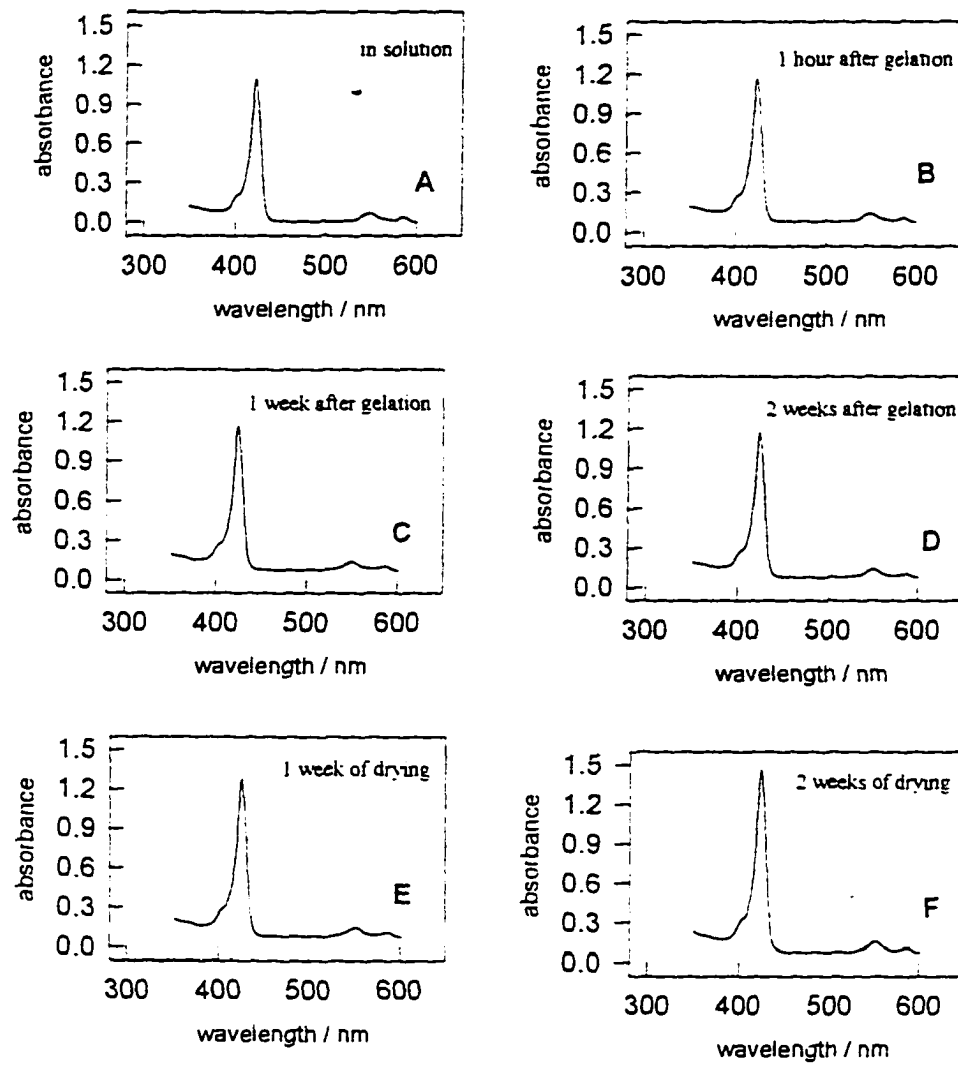 absorbance
1.5
1.2
0.9
0.6
0.3
0.0
in solution
A
300 400 500 600
wavelength / nm
absorbance
1.5
1.2
0.9
0.6
0.3
0.0
1 hour after gelation
B
300 400 500 600
wavelength / nm
absorbance
1.5
1.2
0.9
0.6
0.3
0.0
1 week after gelation
C
300 400 500 600
wavelength / nm
absorbance
1.5
1.2
0.9
0.6
0.3
0.0
2 weeks after gelation
D
300 400 500 600
wavelength / nm
absorbance
1.5
1.2
0.9
0.6
0.3
0.0
1 week of drying
E
300 400 500 600
wavelength / nm
absorbance
1.5
1.2
0.9
0.6
0.3
0.0
2 weeks of drying
F
300 400 500 600
wavelength / nm